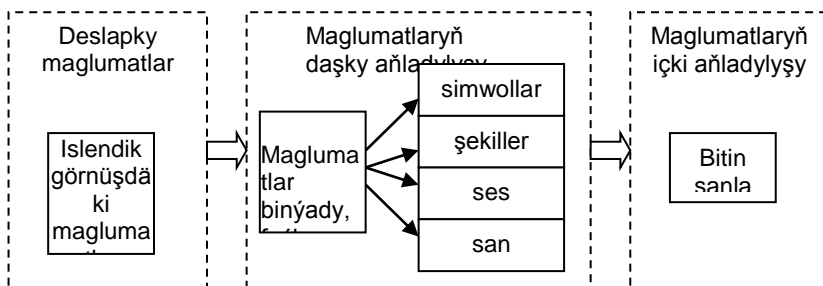 Deslapky
maglumatlar
Islendik
görnüşdä
ki
magluma
Maglumatlaryň
daşky aňladylyşy
Magluma
tlar
binýady,
simwollar
şekiller
ses
san
Maglumatlaryň
içki aňladylyşy
Bitin
sanla